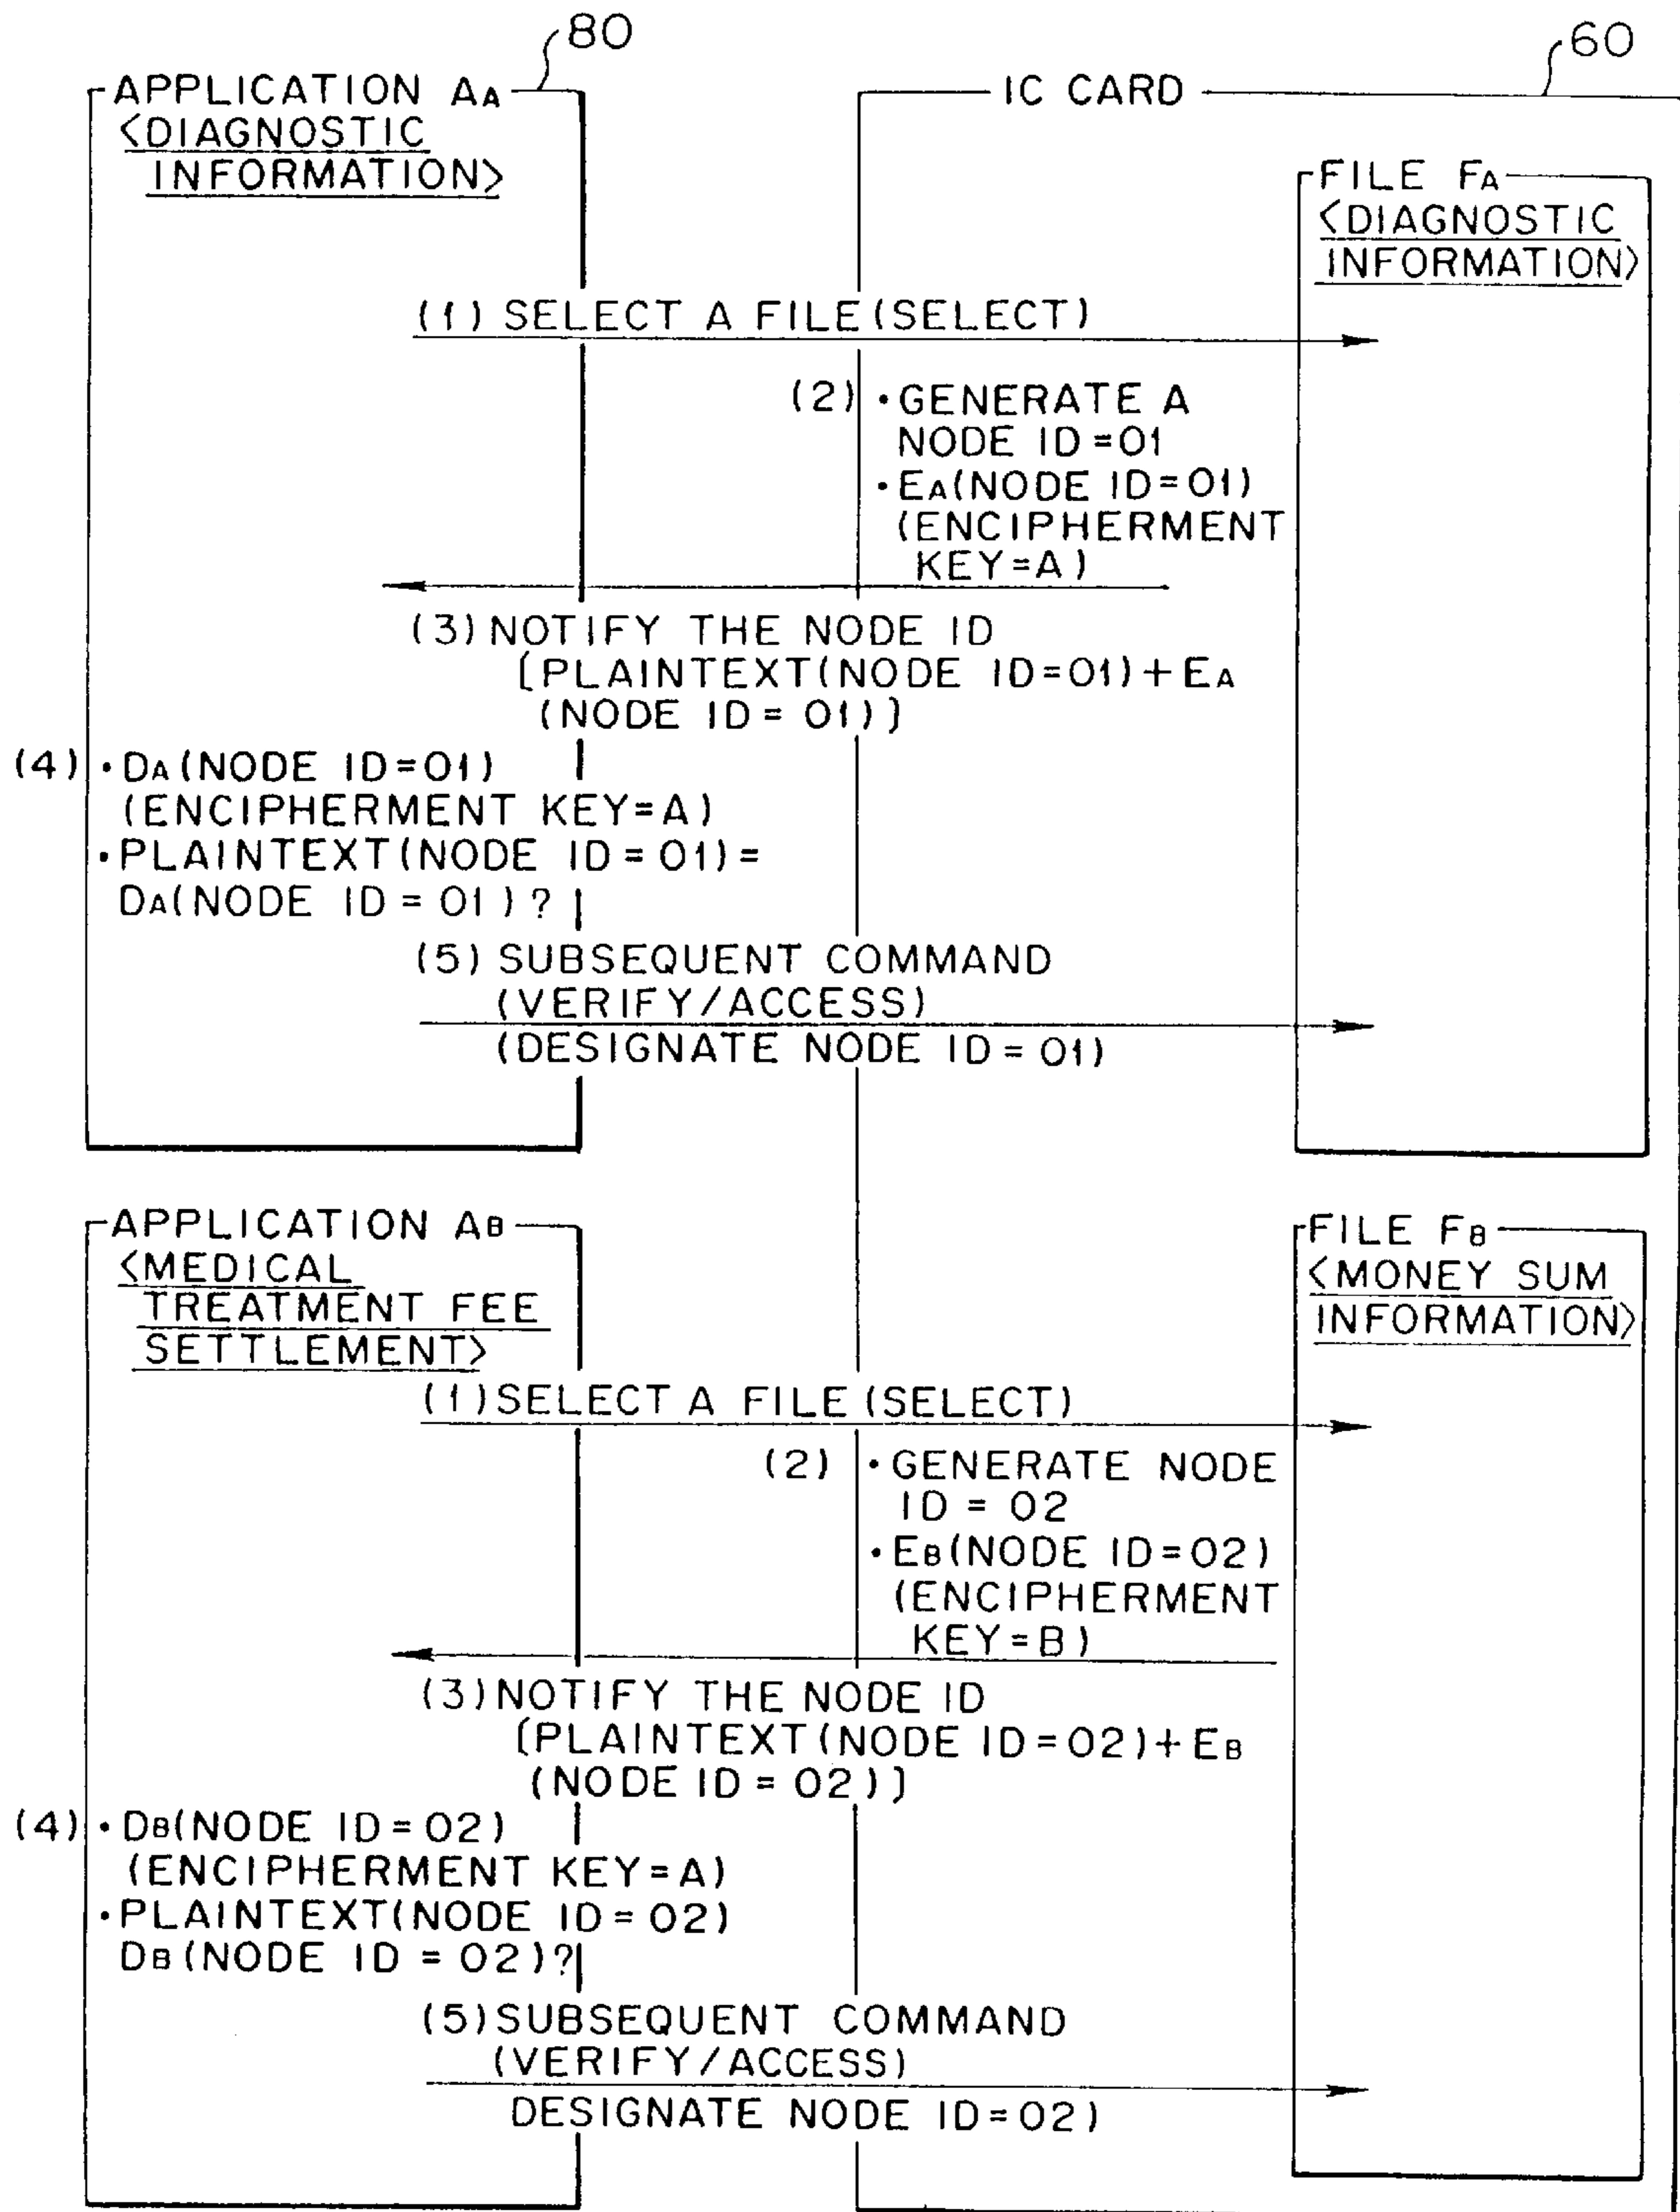 80
60
APPLICATION AA
<DIAGNOSTIC
INFORMATION>
IC CARD
FILE FA
<DIAGNOSTIC
INFORMATION>
(1) SELECT A FILE (SELECT)
(2) ・GENERATE A
NODE ID=01
・EA(NODE ID=01)
(ENCIPHERMENT
KEY=A)
(3) NOTIFY THE NODE ID
[PLAINTEXT(NODE ID=01)+EA
(NODE ID=01)]
(4) ・DA(NODE ID=01)
(ENCIPHERMENT KEY=A)
・PLAINTEXT(NODE ID=01)=
DA(NODE ID=01)?
(5) SUBSEQUENT COMMAND
(VERIFY/ACCESS)
(DESIGNATE NODE ID=01)
APPLICATION AB
<MEDICAL
TREATMENT FEE
SETTLEMENT>
FILE FB
<MONEY SUM
INFORMATION>
(1) SELECT A FILE (SELECT)
(2) ・GENERATE NODE
ID=02
・EB(NODE ID=02)
(ENCIPHERMENT
KEY=B)
(3) NOTIFY THE NODE ID
[PLAINTEXT(NODE ID=02)+EB
(NODE ID=02)]
(4) ・DB(NODE ID=02)
(ENCIPHERMENT KEY=A)
・PLAINTEXT(NODE ID=02)
DB(NODE ID=02)?
(5) SUBSEQUENT COMMAND
(VERIFY/ACCESS)
DESIGNATE NODE ID=02)